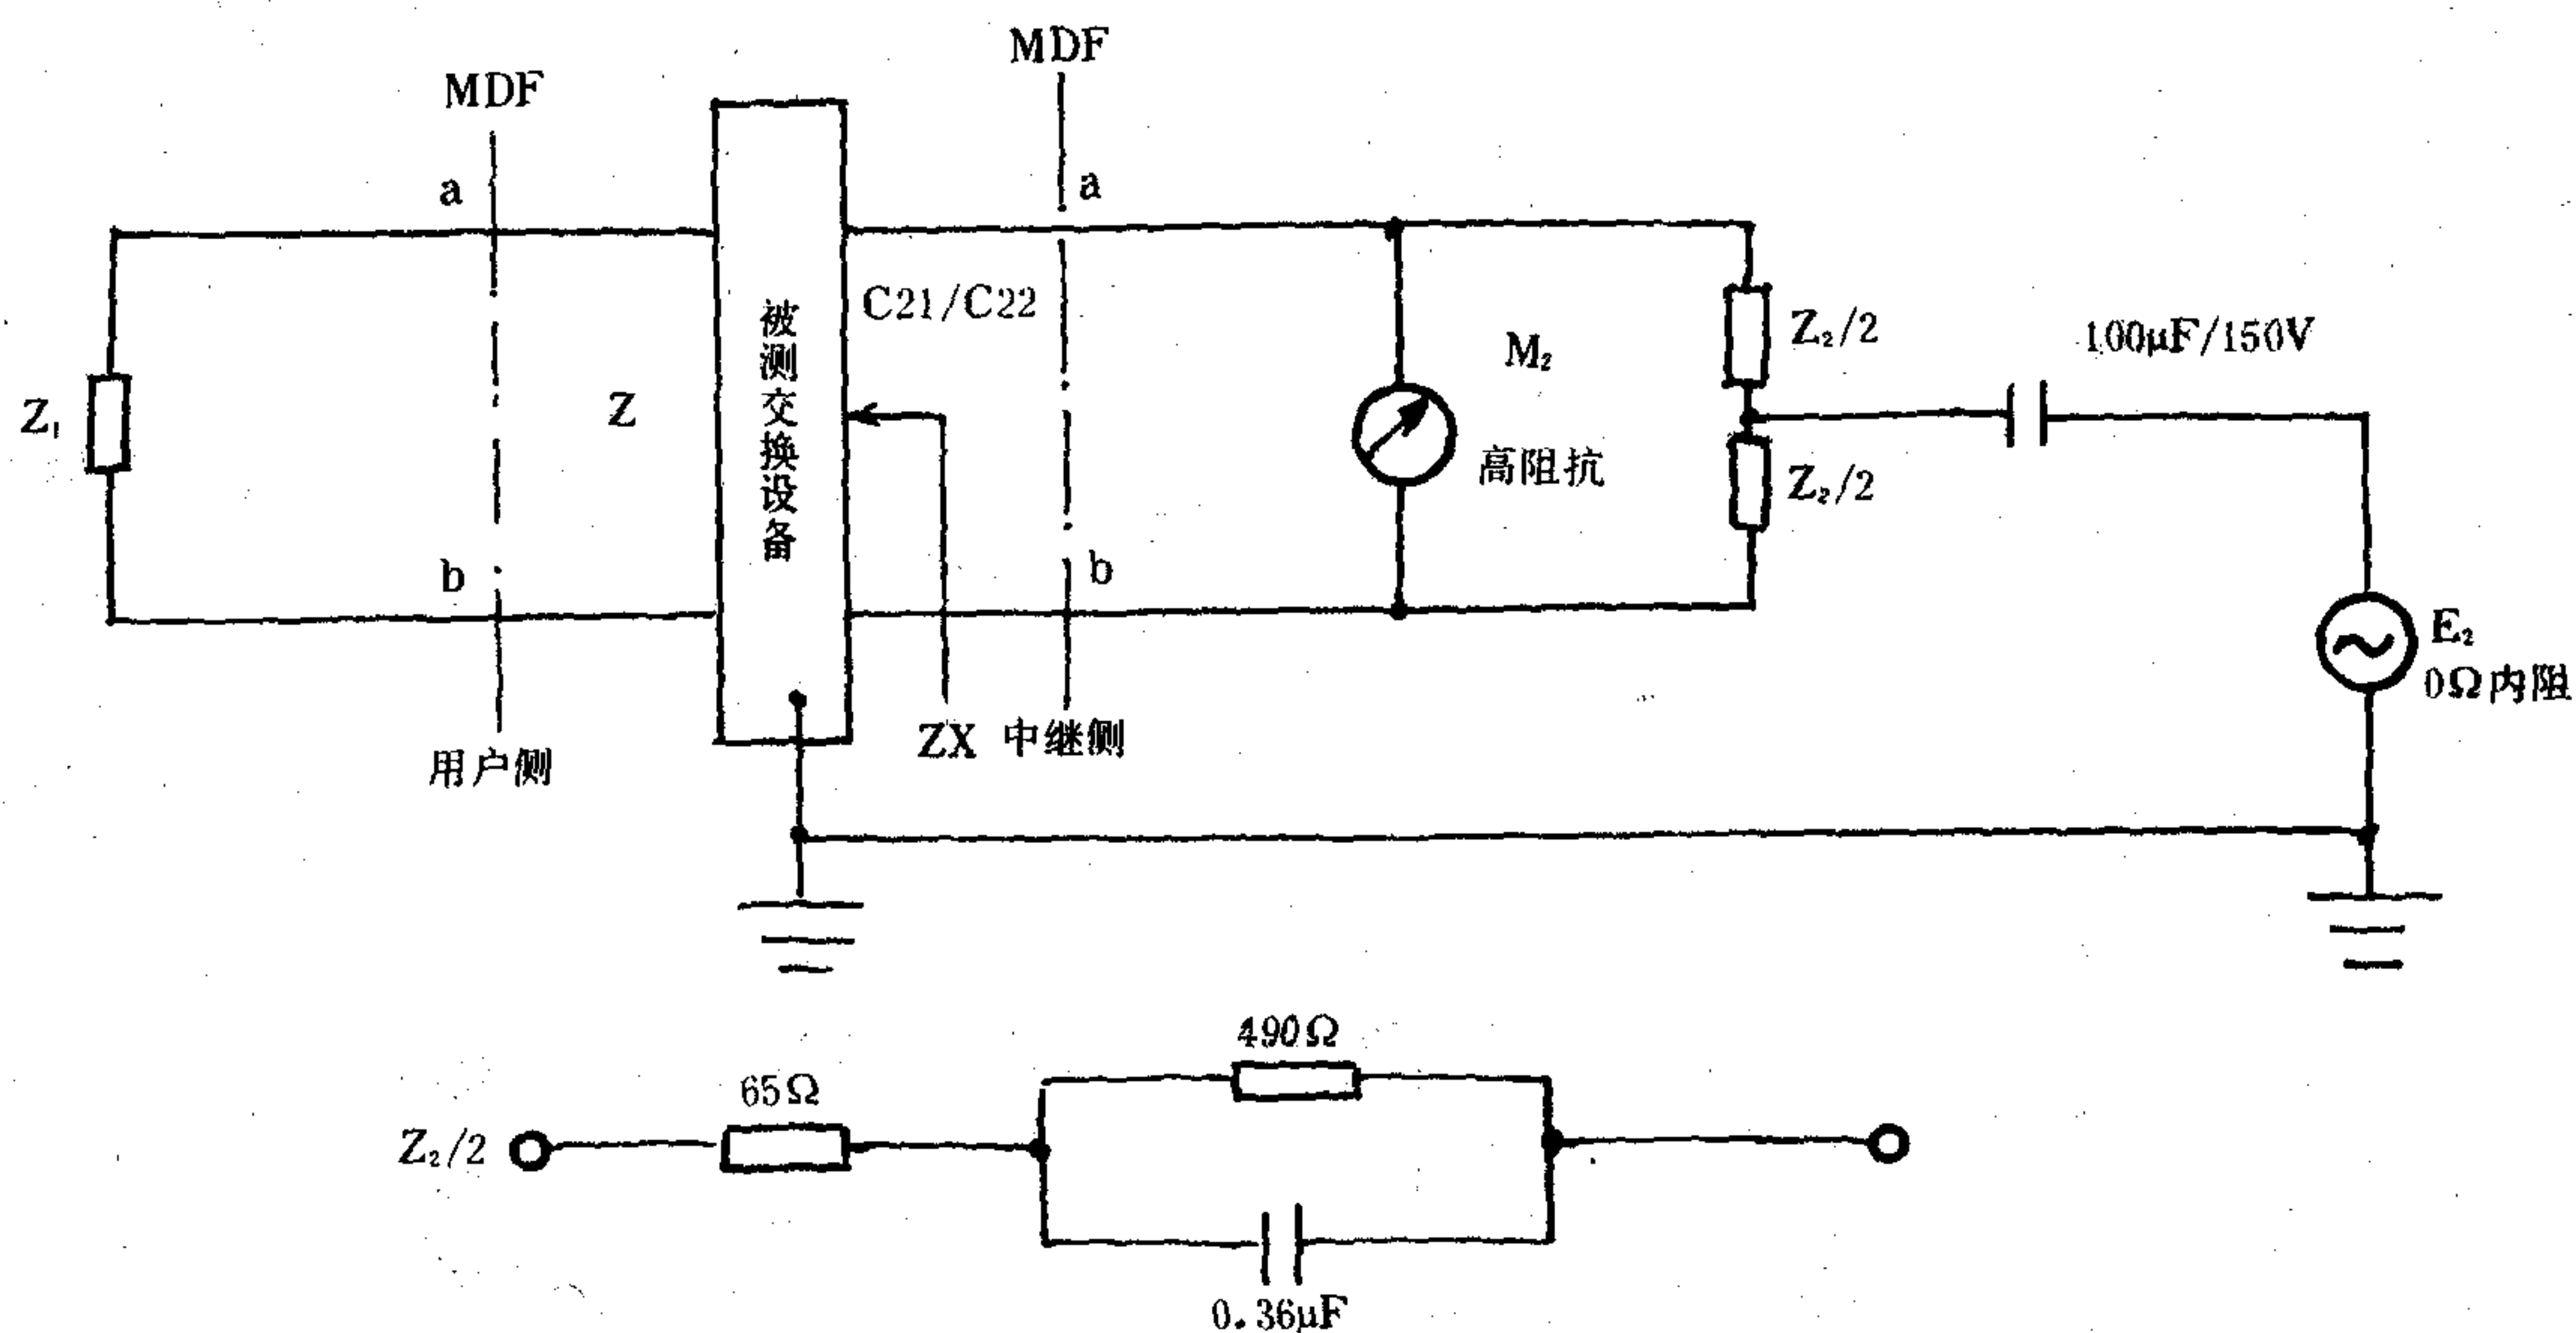 MDF
MDF
a
a
C21/C22
被测交换设备
Z₂/2
100μF/150V
M₂
Z₁
Z
高阻抗
Z₂/2
b
b
E₂
0Ω内阻
用户侧
ZX
中继侧
490Ω
65Ω
Z₂/2
0.36μF